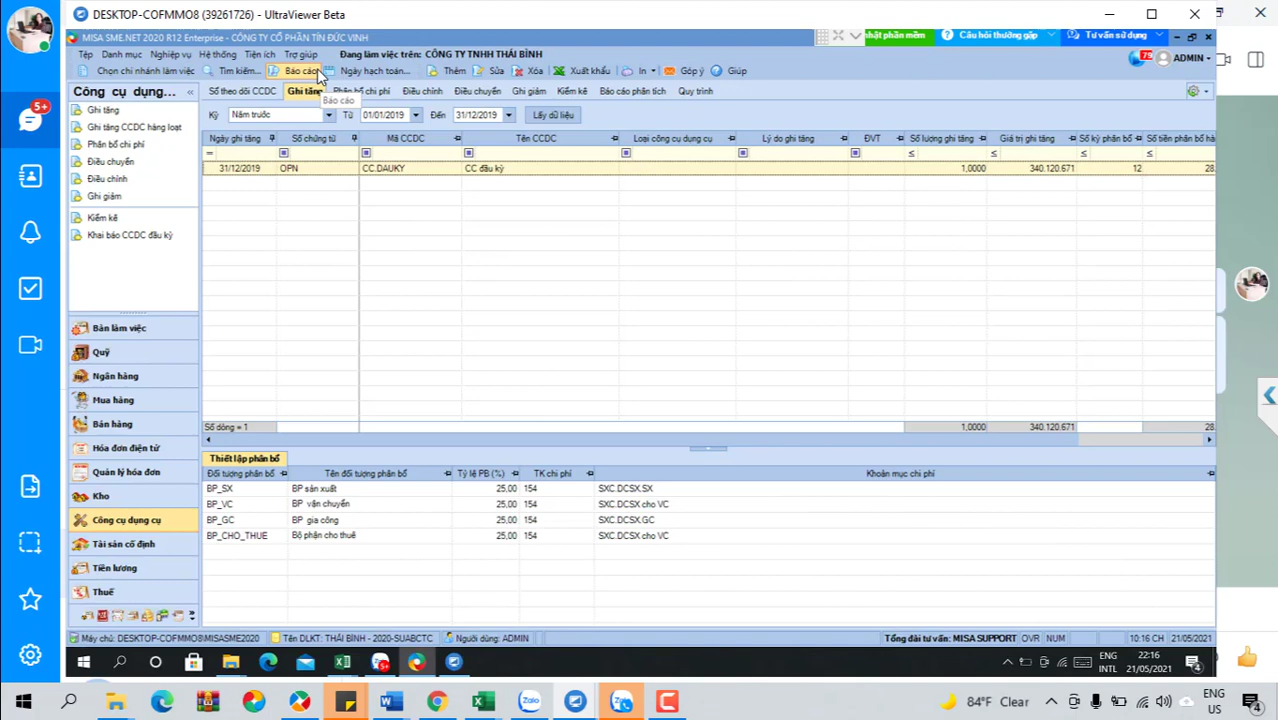 DESKTOP-COFMMO8 (39261726) - UltraViewer Beta
MISA SME.NET 2020 R12 Enterprise - CÔNG TY CỔ PHẦN TÍN ĐỨC VINH
nhật phần mềm
Câu hỏi thường gặp
Tư vấn sử dụng
Tệp Danh mục Nghiệp vụ Hệ thống Tiện ích Trợ giúp Đang làm việc trên: CÔNG TY TNHH THÁI BÌNH
ADMIN
Chọn chi nhánh làm việc Tìm kiếm... Báo cáo Ngày hạch toán... Thêm Sửa Xóa Xuất khẩu In Góp ý Giúp
Công cụ dụng «
Sổ theo dõi CCDC Ghi tăng Phân bổ chi phí Điều chỉnh Điều chuyển Ghi giảm Kiểm kê Báo cáo phân tích Quy trình
Báo cáo
Ghi tăng
Ghi tăng CCDC hàng loạt
Phân bổ chi phí
Điều chuyển
Điều chỉnh
Ghi giảm
Kiểm kê
Khai báo CCDC đầu kỳ
Kỳ Năm trước Từ 01/01/2019 Đến 31/12/2019 Lấy dữ liệu
Ngày ghi tăng Số chứng từ Mã CCDC Tên CCDC Loại công cụ dụng cụ Lý do ghi tăng ĐVT Số lượng ghi tăng Giá trị ghi tăng Số kỳ phân bổ Số tiền phân bổ hà
= ≤ ≤ ≤ ≤
31/12/2019 OPN CC.DAUKY CC đầu kỳ 1,0000 340.120.671 12 28.
Số dòng = 1 1,0000 340.120.671 28.
Bàn làm việc
Quỹ
Ngân hàng
Mua hàng
Bán hàng
Hóa đơn điện tử
Quản lý hóa đơn
Kho
Công cụ dụng cụ
Tài sản cố định
Tiền lương
Thuế
Thiết lập phân bổ
Đối tượng phân bổ Tên đối tượng phân bổ Tỷ lệ PB (%) TK chi phí Khoản mục chi phí
BP_SX BP sản xuất 25,00 154 SXC.DCSX.SX
BP_VC BP vận chuyển 25,00 154 SXC.DCSX cho VC
BP_GC BP gia công 25,00 154 SXC.DCSX.GC
BP_CHO_THUE Bộ phận cho thuê 25,00 154 SXC.DCSX cho VC
Máy chủ: DESKTOP-COFMMO8\MISASME2020 Tên DLKT: THÁI BÌNH - 2020-SUABCTC Người dùng: ADMIN Tổng đài tư vấn: MISA SUPPORT OVR NUM 10:16 CH 21/05/2021
ENG
INTL
22:16
21/05/2021
4
5+
84°F Clear
ENG
US
4